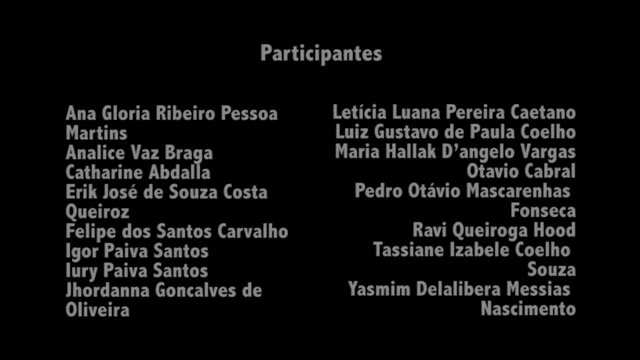 Participantes
Ana Gloria Ribeiro Pessoa
Martins
Analice Vaz Braga
Catharine Abdalla
Erik José de Souza Costa
Queiroz
Felipe dos Santos Carvalho
Igor Paiva Santos
Iury Paiva Santos
Jhordanna Goncalves de
Oliveira
Letícia Luana Pereira Caetano
Luiz Gustavo de Paula Coelho
Maria Hallak D'angelo Vargas
Otavio Cabral
Pedro Otávio Mascarenhas
Fonseca
Ravi Queiroga Hood
Tassiane Izabele Coelho
Souza
Yasmim Delalibera Messias
Nascimento